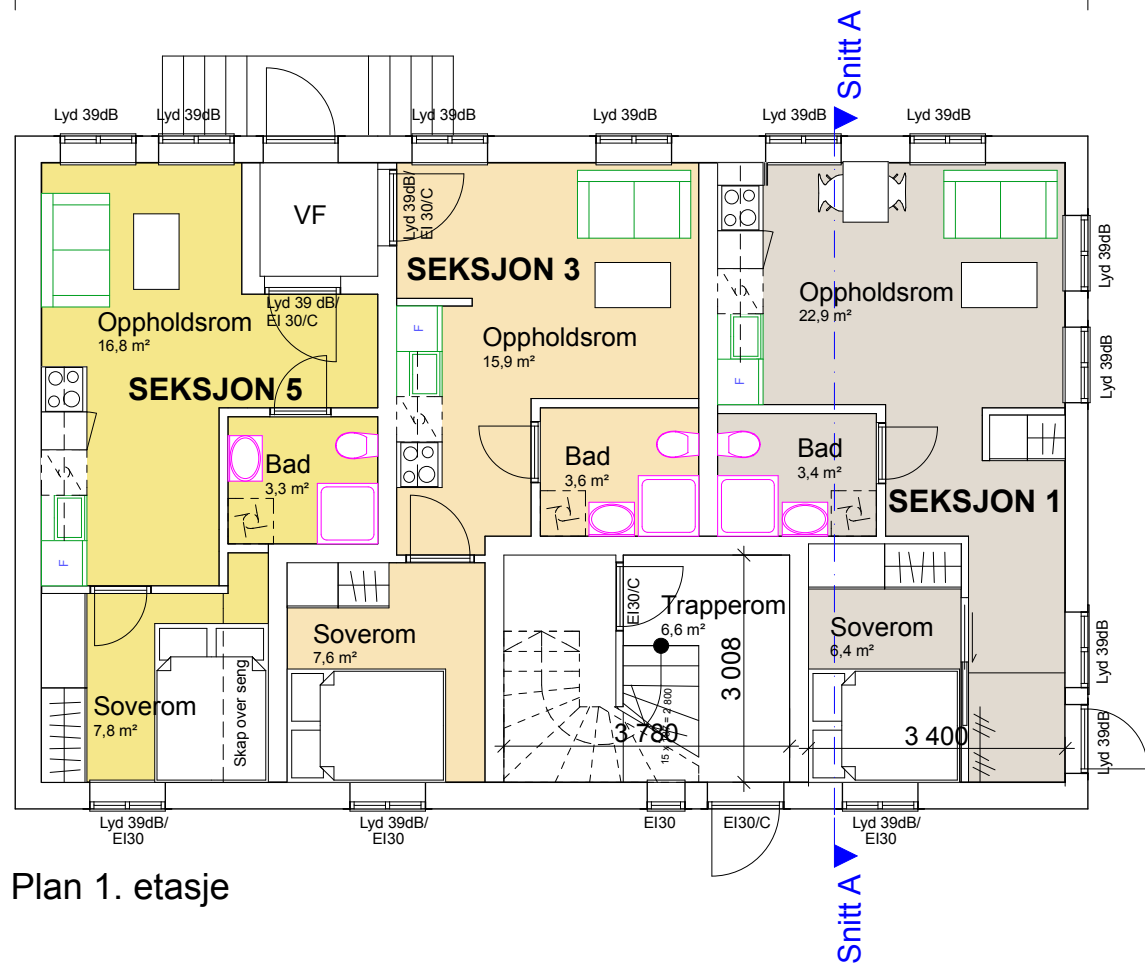 Snitt A
Lyd 39dB
Lyd 39dB
Lyd 39dB
Lyd 39dB
Lyd 39dB
Lyd 39dB
VF
Lyd 39dB/
EI 30/C
SEKSJON 3
Lyd 39 dB/
EI 30/C
Oppholdsrom
16,8 m²
SEKSJON 5
F
Oppholdsrom
15,9 m²
Oppholdsrom
22,9 m²
F
Lyd 39dB
Lyd 39dB
Bad
3,3 m²
Bad
3,6 m²
Bad
3,4 m²
SEKSJON 1
F
EI30/C
Trapperom
6,6 m²
3 008
Soverom
7,6 m²
Soverom
6,4 m²
Lyd 39dB
Soverom
7,8 m²
Skap over seng
3 780
= 2 800
3 400
Lyd 39dB
Lyd 39dB/
EI30
Lyd 39dB/
EI30
EI30
EI30/C
Lyd 39dB/
EI30
Plan 1. etasje
Snitt A